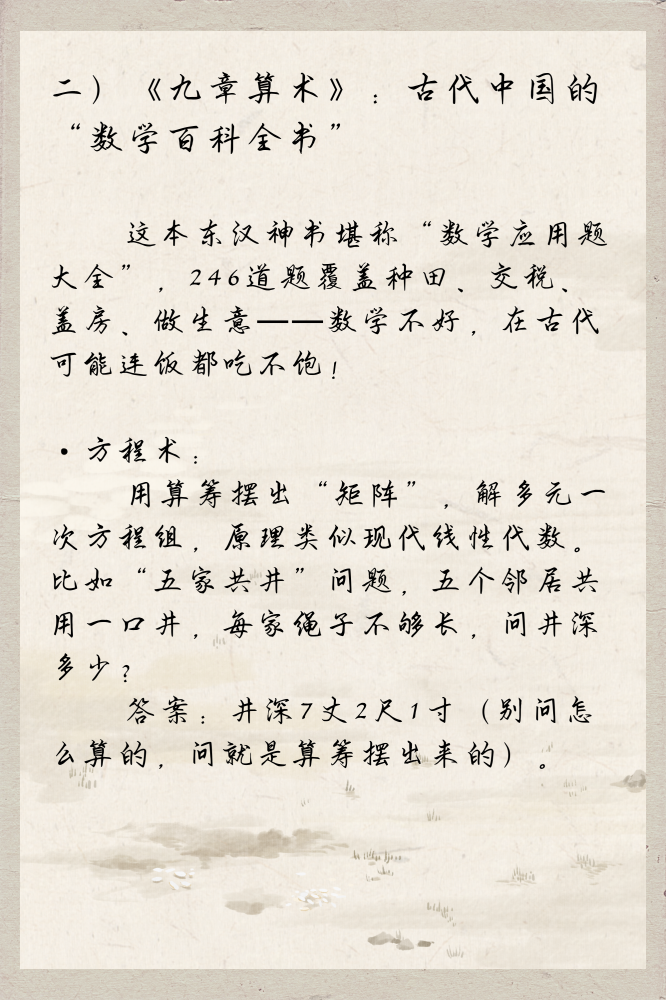 二）《九章算术》：古代中国的
“数学百科全书”
这本东汉神书堪称“数学应用题
大全”，246道题覆盖种田、交税、
盖房、做生意——数学不好，在古代
可能连饭都吃不饱！
• 方程术：
用算筹摆出“矩阵”，解多元一
次方程组，原理类似现代线性代数。
比如“五家共井”问题，五个邻居共
用一口井，每家绳子不够长，问井深
多少？
答案：井深7丈2尺1寸（别问怎
么算的，问就是算筹摆出来的）。